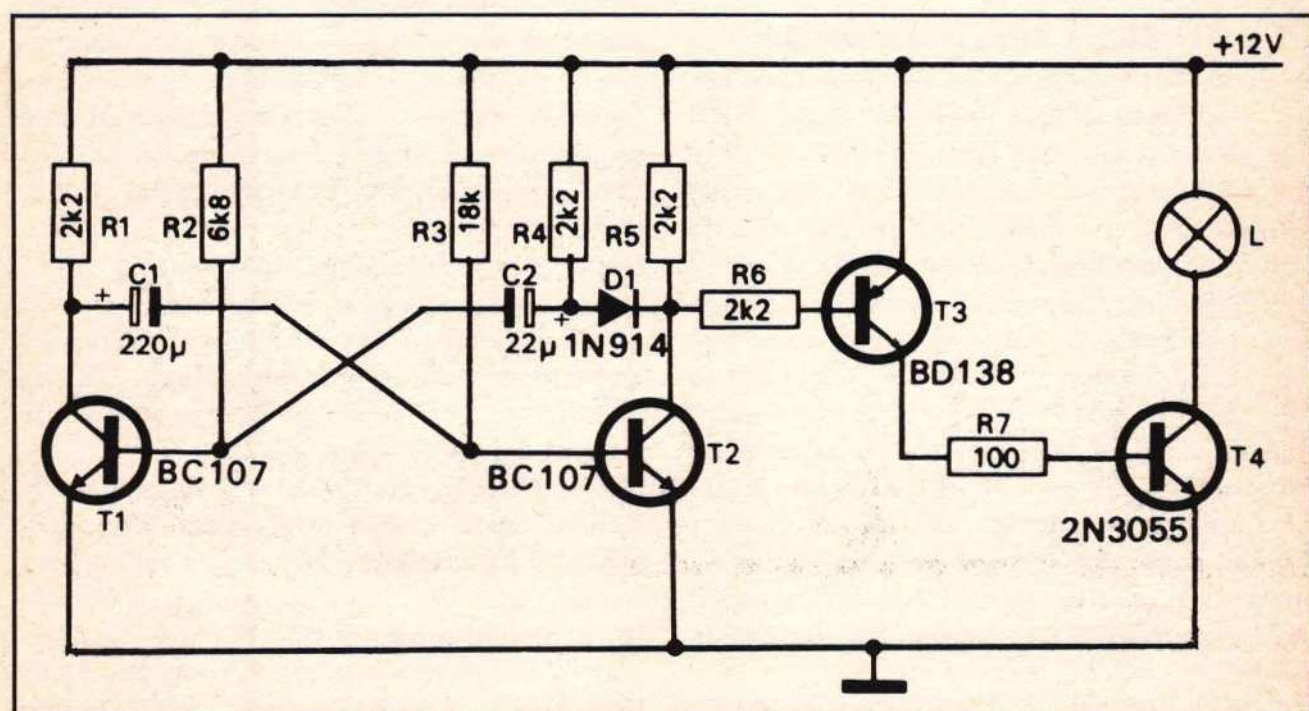 +12V
2k2
R1
R2
6k8
R3
18k
R4
2k2
R5
2k2
L
+
C1
220µ
C2
+
22µ
D1
1N914
R6
2k2
T3
BD138
BC107
T1
BC107
T2
R7
100
T4
2N3055